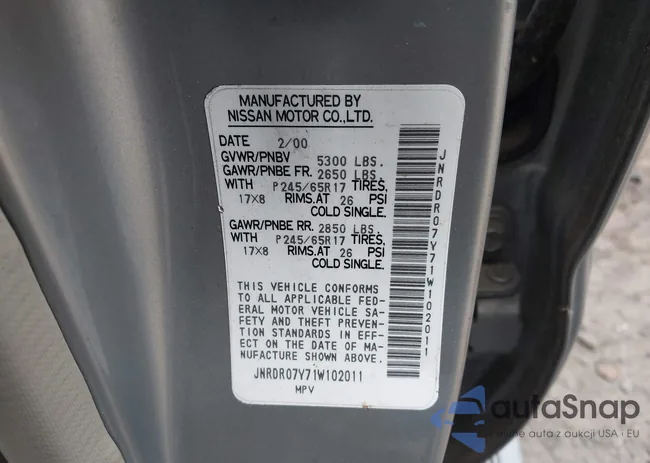 MANUFACTURED BY
NISSAN MOTOR CO.,LTD.
DATE 2/00
GVWR/PNBV 5300 LBS.
GAWR/PNBE FR. 2650 LBS.
WITH P245/65R17 TIRES,
17X8 RIMS.AT 26 PSI
COLD SINGLE.
GAWR/PNBE RR. 2850 LBS.
WITH P245/65R17 TIRES,
17X8 RIMS.AT 26 PSI
COLD SINGLE.
THIS VEHICLE CONFORMS
TO ALL APPLICABLE FED-
ERAL MOTOR VEHICLE SA-
FETY AND THEFT PREVEN-
TION STANDARDS IN EFF-
ECT ON THE DATE OF MA-
NUFACTURE SHOWN ABOVE.
JNRDR07Y71W102011
MPV
JNRDR07Y71W102011
autaSnap
auta z aukcji USA i EU